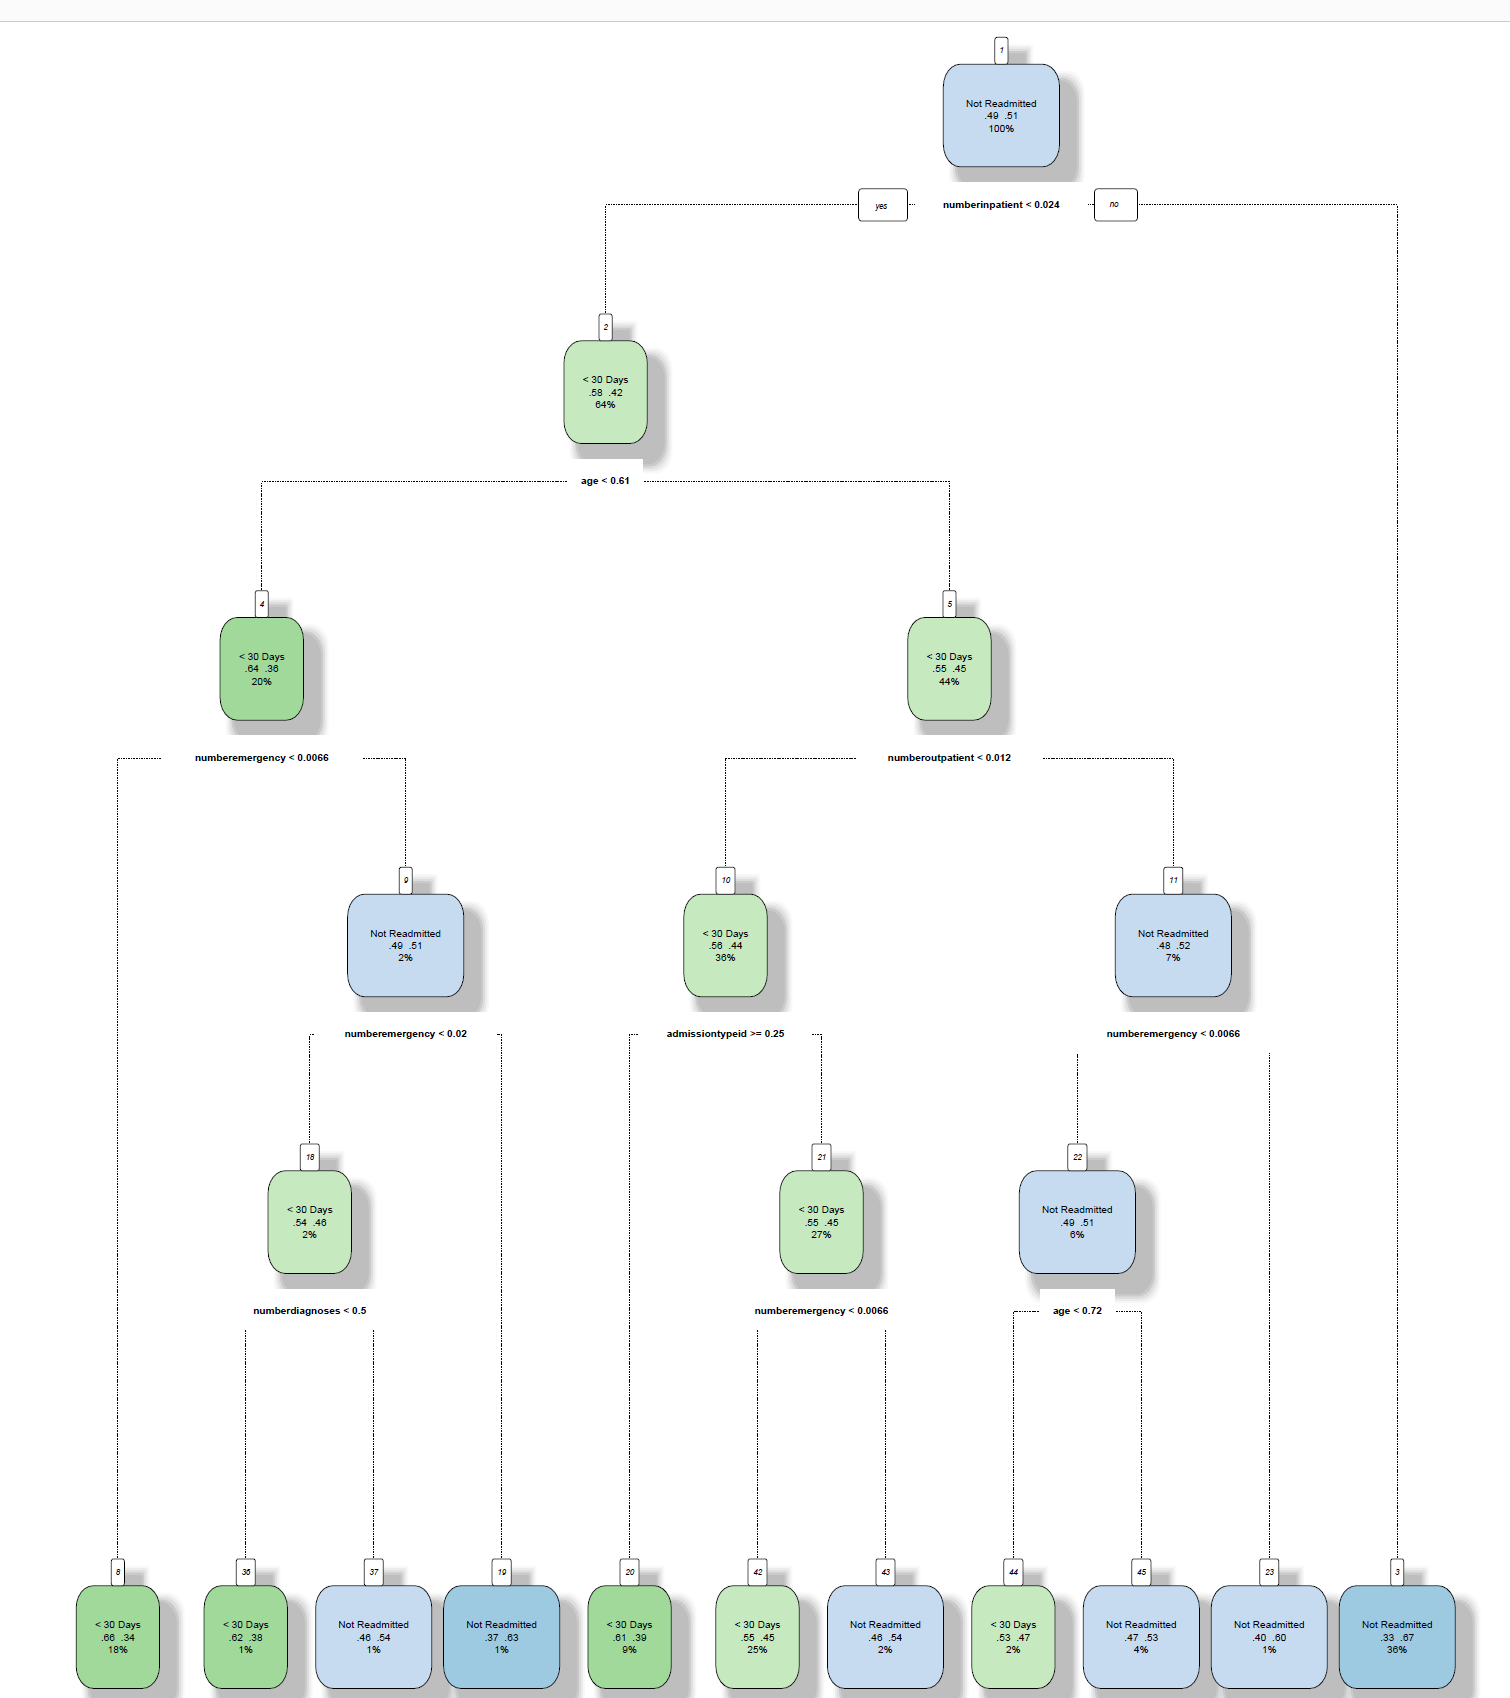 1
Not Readmitted
.49 .51
100%
yes
numberinpatient < 0.024
no
2
< 30 Days
.58 .42
64%
age < 0.61
4
< 30 Days
.64 .36
20%
5
< 30 Days
.55 .45
44%
numberemergency < 0.0066
numberoutpatient < 0.012
9
Not Readmitted
.49 .51
2%
10
< 30 Days
.56 .44
36%
11
Not Readmitted
.48 .52
7%
numberemergency < 0.02
admissiontypeid >= 0.25
numberemergency < 0.0066
18
< 30 Days
.54 .46
2%
21
< 30 Days
.55 .45
27%
22
Not Readmitted
.49 .51
6%
numberdiagnoses < 0.5
numberemergency < 0.0066
age < 0.72
8
< 30 Days
.66 .34
18%
36
< 30 Days
.62 .38
1%
37
Not Readmitted
.46 .54
1%
19
Not Readmitted
.37 .63
1%
20
< 30 Days
.61 .39
9%
42
< 30 Days
.55 .45
25%
43
Not Readmitted
.46 .54
2%
44
< 30 Days
.53 .47
2%
45
Not Readmitted
.47 .53
4%
23
Not Readmitted
.40 .60
1%
3
Not Readmitted
.33 .67
36%